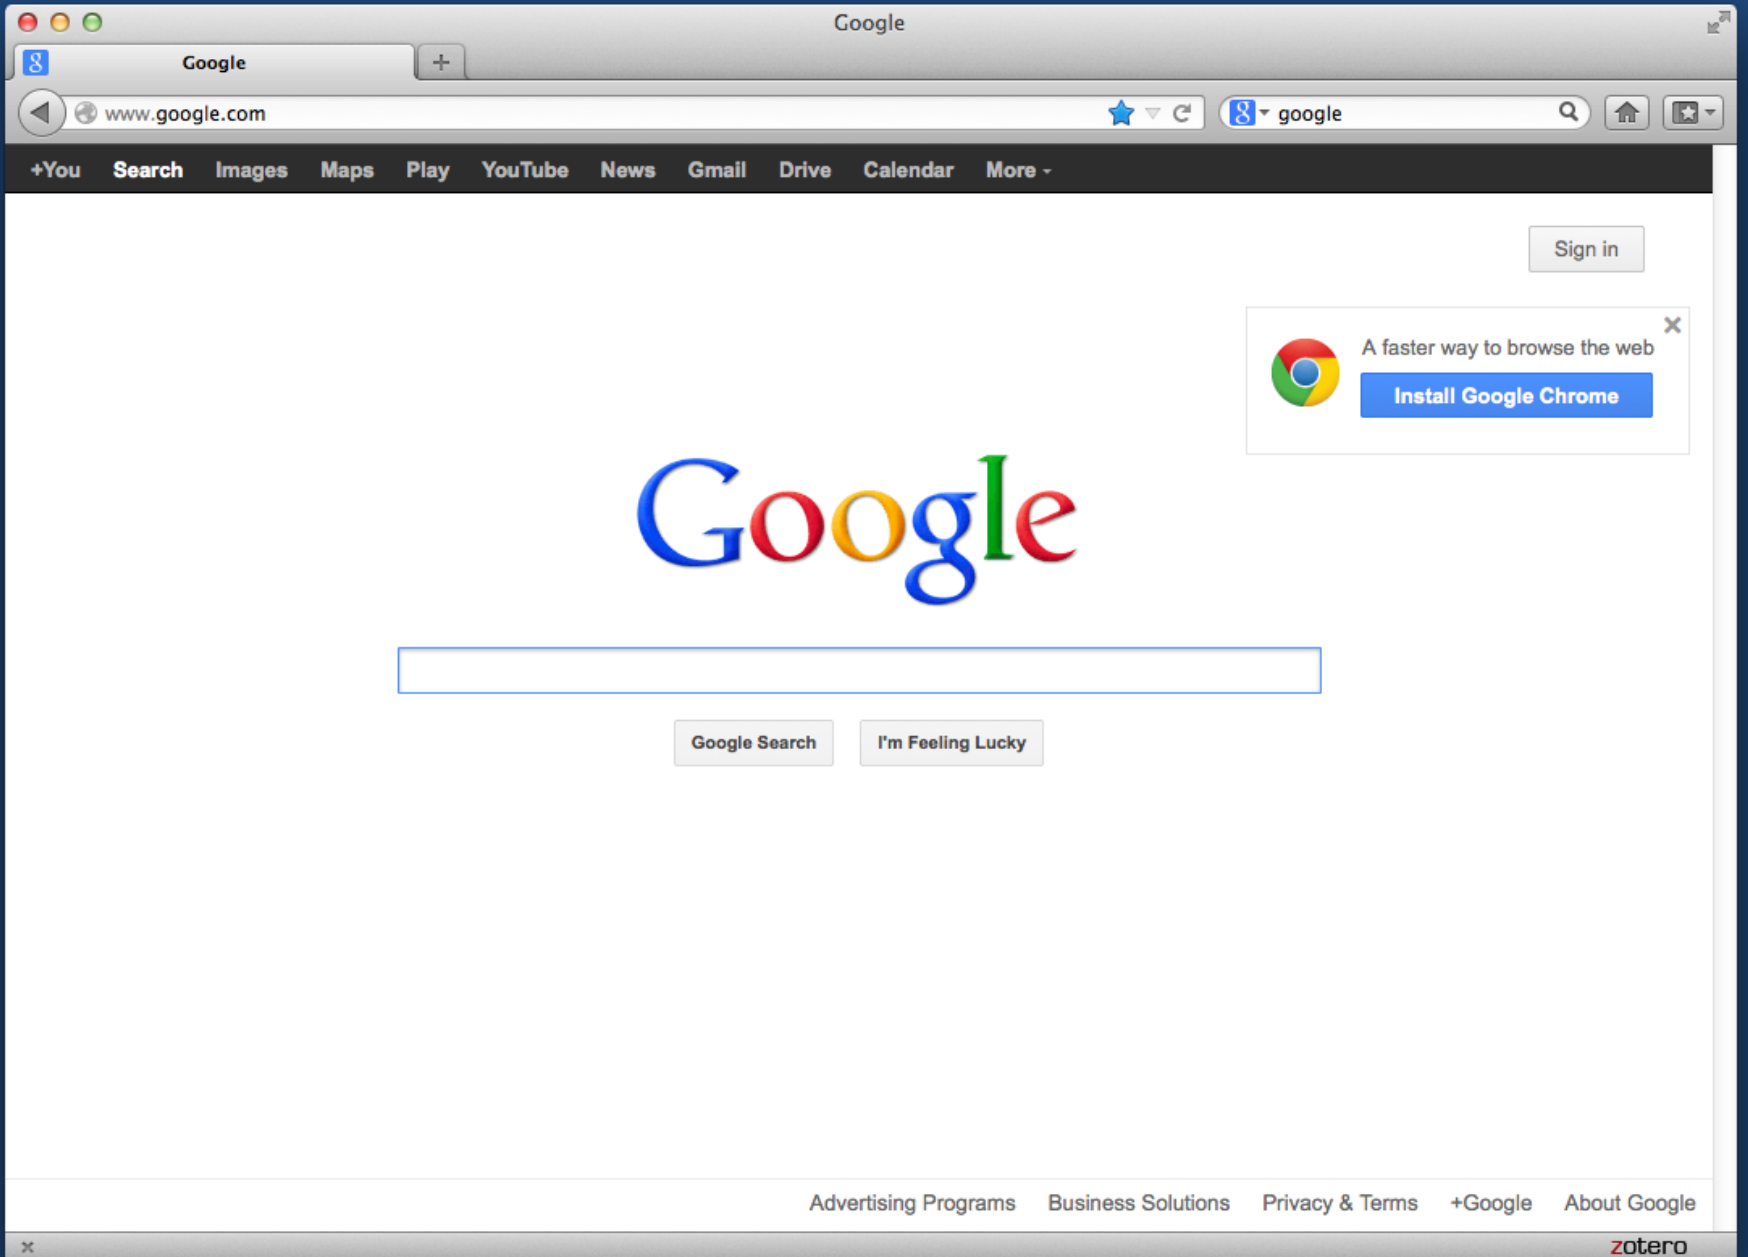 Google
Google
www.google.com
google
+You Search Images Maps Play YouTube News Gmail Drive Calendar More
Sign in
A faster way to browse the web
Install Google Chrome
Google
Google Search I'm Feeling Lucky
Advertising Programs Business Solutions Privacy & Terms +Google About Google
zotero